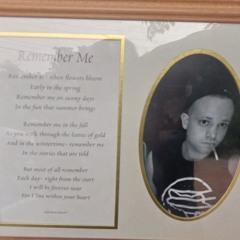 Remember Me
Remember me when flowers bloom
Early in the spring
Remember me on sunny days
In the fun that summer brings
Remember me in the fall
As you walk through the leaves of gold
And in the wintertime - remember me
In the stories that are told
But most of all remember
Each day - right from the start
I will be forever near
For I live within your heart